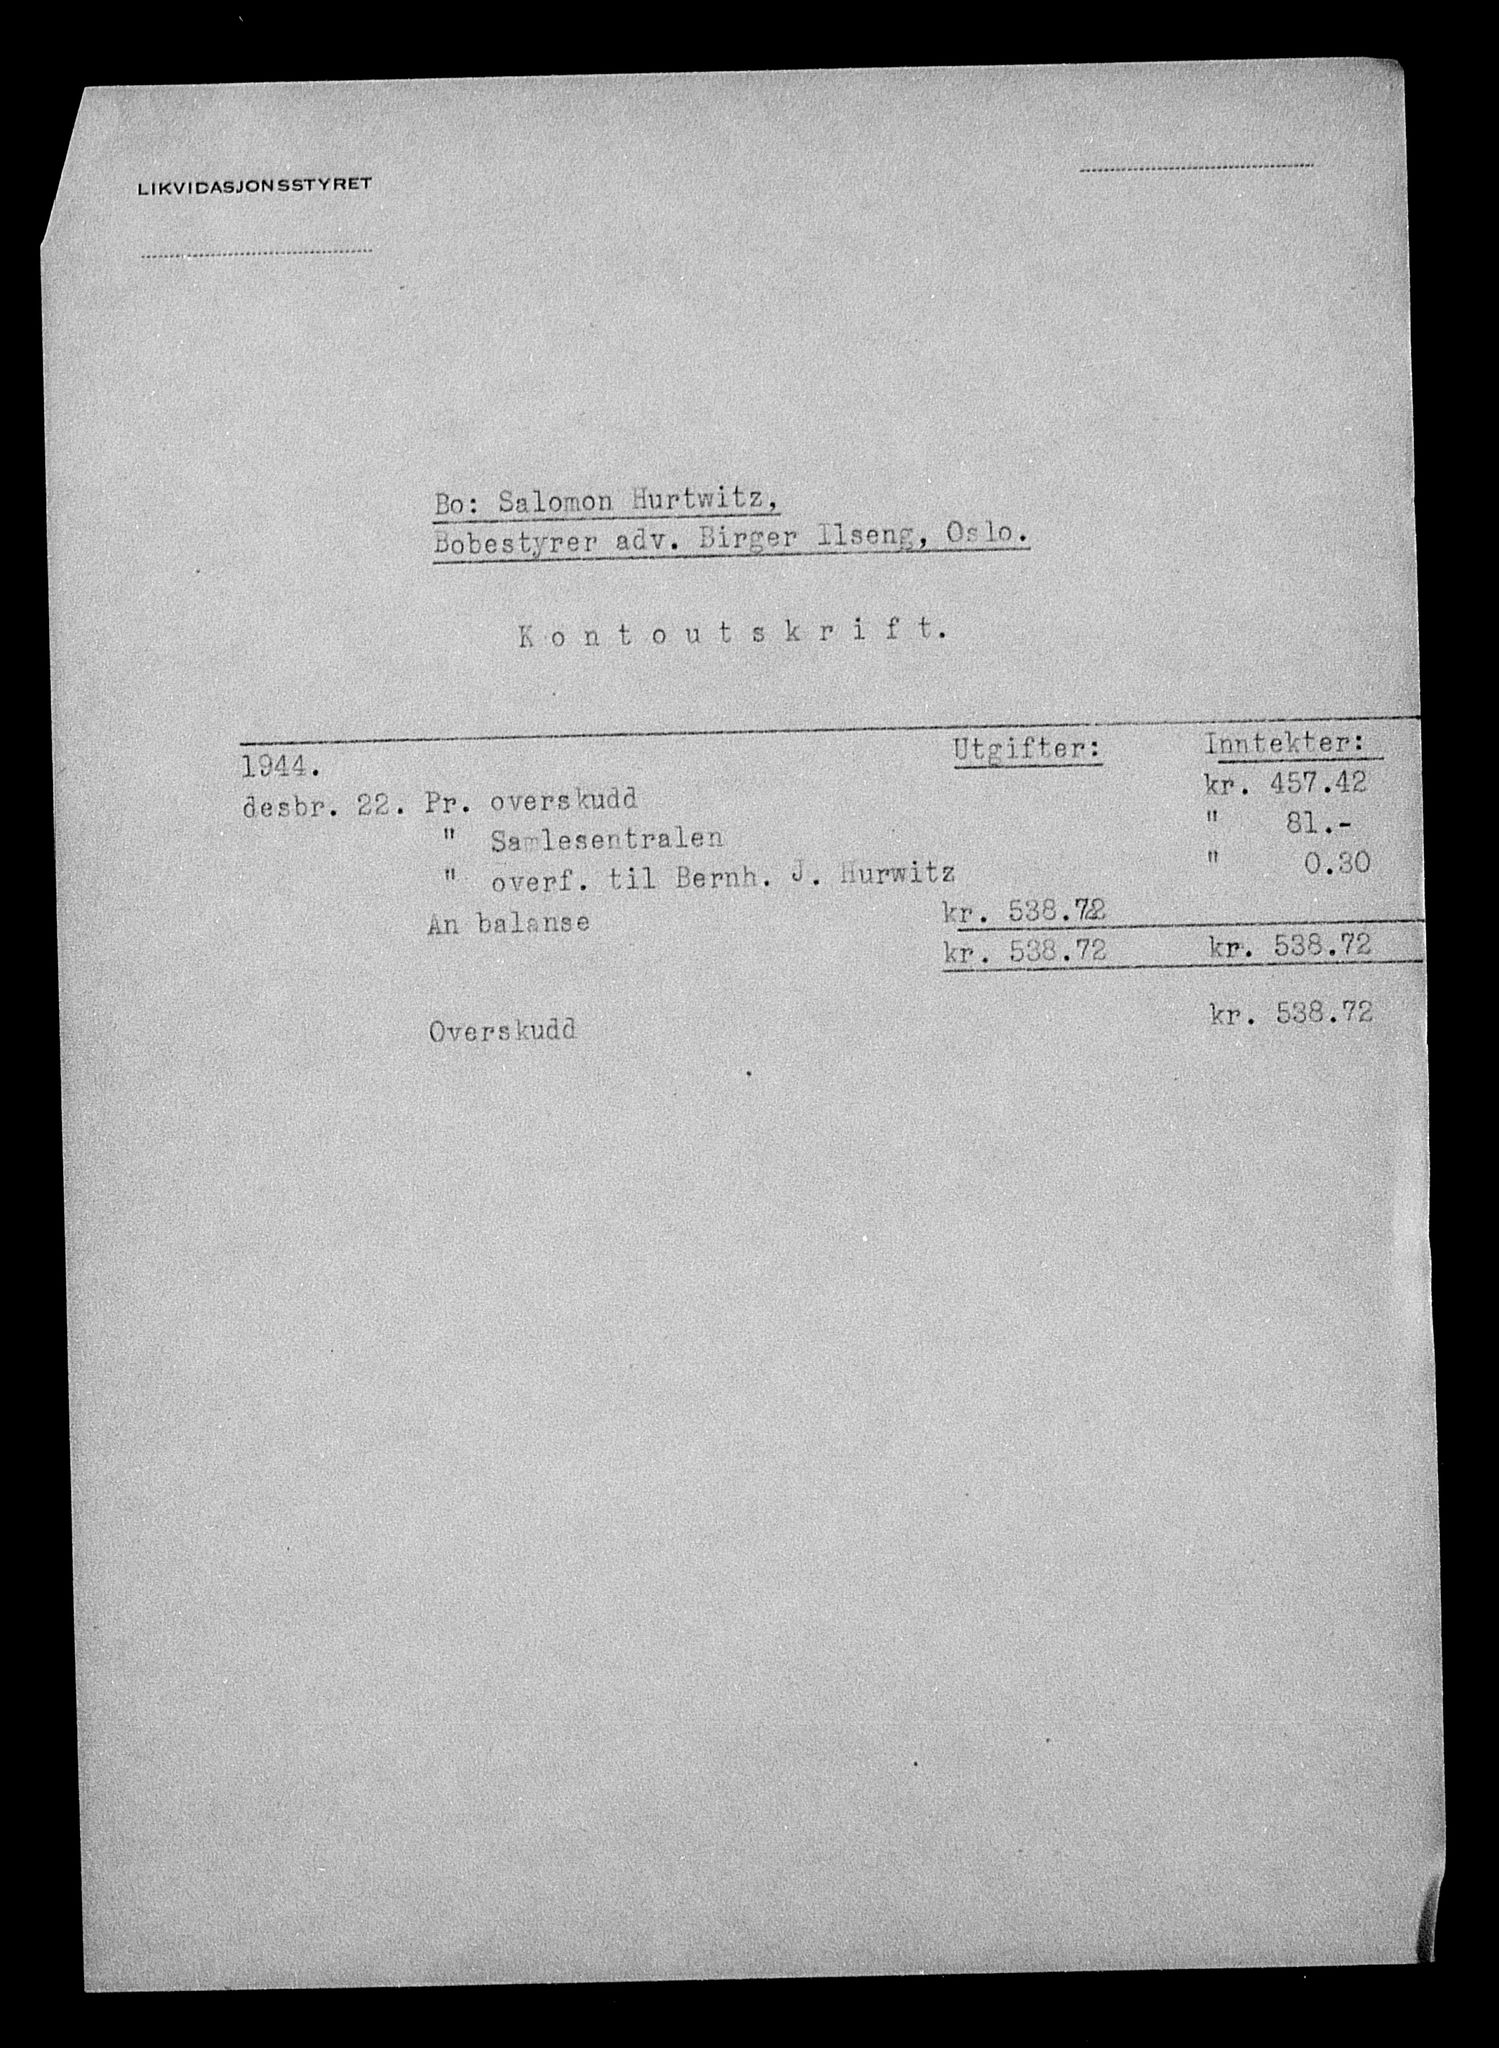 LIKVIDASJONSSTYRET
Bo: Salomon Hurtwitz,
Bobestyrer adv. Birger Ilseng, Oslo.
Kontoutskrift.
1944. Utgifter: Inntekter:
desbr. 22. Pr. overskudd kr. 457.42
" Samlesentralen " 81.-
" overf. til Bernh. J. Hurwitz " 0.30
An balanse kr. 538.72
kr. 538.72 kr. 538.72
Overskudd kr. 538.72